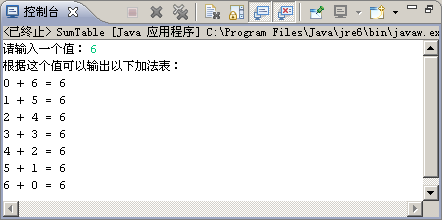 控制台
<已终止> SumTable [Java 应用程序] C:\Program Files\Java\jre6\bin\javaw.ex
请输入一个值: 6
根据这个值可以输出以下加法表:
0 + 6 = 6
1 + 5 = 6
2 + 4 = 6
3 + 3 = 6
4 + 2 = 6
5 + 1 = 6
6 + 0 = 6